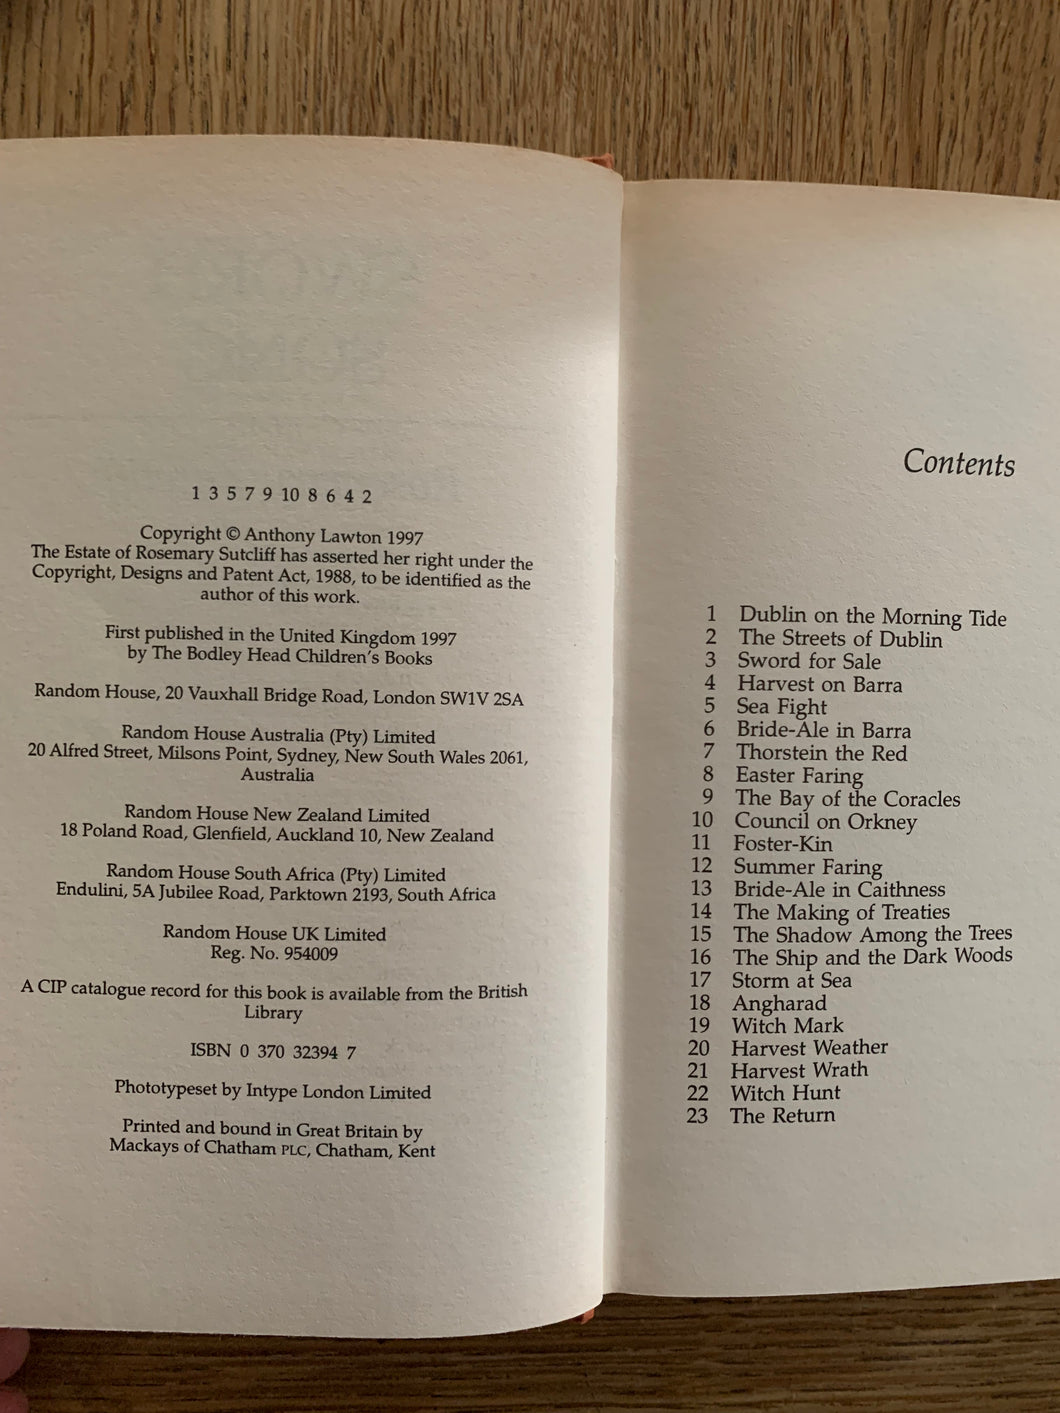 1 3 5 7 9 10 8 6 4 2
Copyright © Anthony Lawton 1997
The Estate of Rosemary Sutcliff has asserted her right under the
Copyright, Designs and Patent Act, 1988, to be identified as the
author of this work.
First published in the United Kingdom 1997
by The Bodley Head Children's Books
Random House, 20 Vauxhall Bridge Road, London SW1V 2SA
Random House Australia (Pty) Limited
20 Alfred Street, Milsons Point, Sydney, New South Wales 2061,
Australia
Random House New Zealand Limited
18 Poland Road, Glenfield, Auckland 10, New Zealand
Random House South Africa (Pty) Limited
Endulini, 5A Jubilee Road, Parktown 2193, South Africa
Random House UK Limited
Reg. No. 954009
A CIP catalogue record for this book is available from the British
Library
ISBN 0 370 32394 7
Phototypeset by Intype London Limited
Printed and bound in Great Britain by
Mackays of Chatham PLC, Chatham, Kent
Contents
1 Dublin on the Morning Tide
2 The Streets of Dublin
3 Sword for Sale
4 Harvest on Barra
5 Sea Fight
6 Bride-Ale in Barra
7 Thorstein the Red
8 Easter Faring
9 The Bay of the Coracles
10 Council on Orkney
11 Foster-Kin
12 Summer Faring
13 Bride-Ale in Caithness
14 The Making of Treaties
15 The Shadow Among the Trees
16 The Ship and the Dark Woods
17 Storm at Sea
18 Angharad
19 Witch Mark
20 Harvest Weather
21 Harvest Wrath
22 Witch Hunt
23 The Return